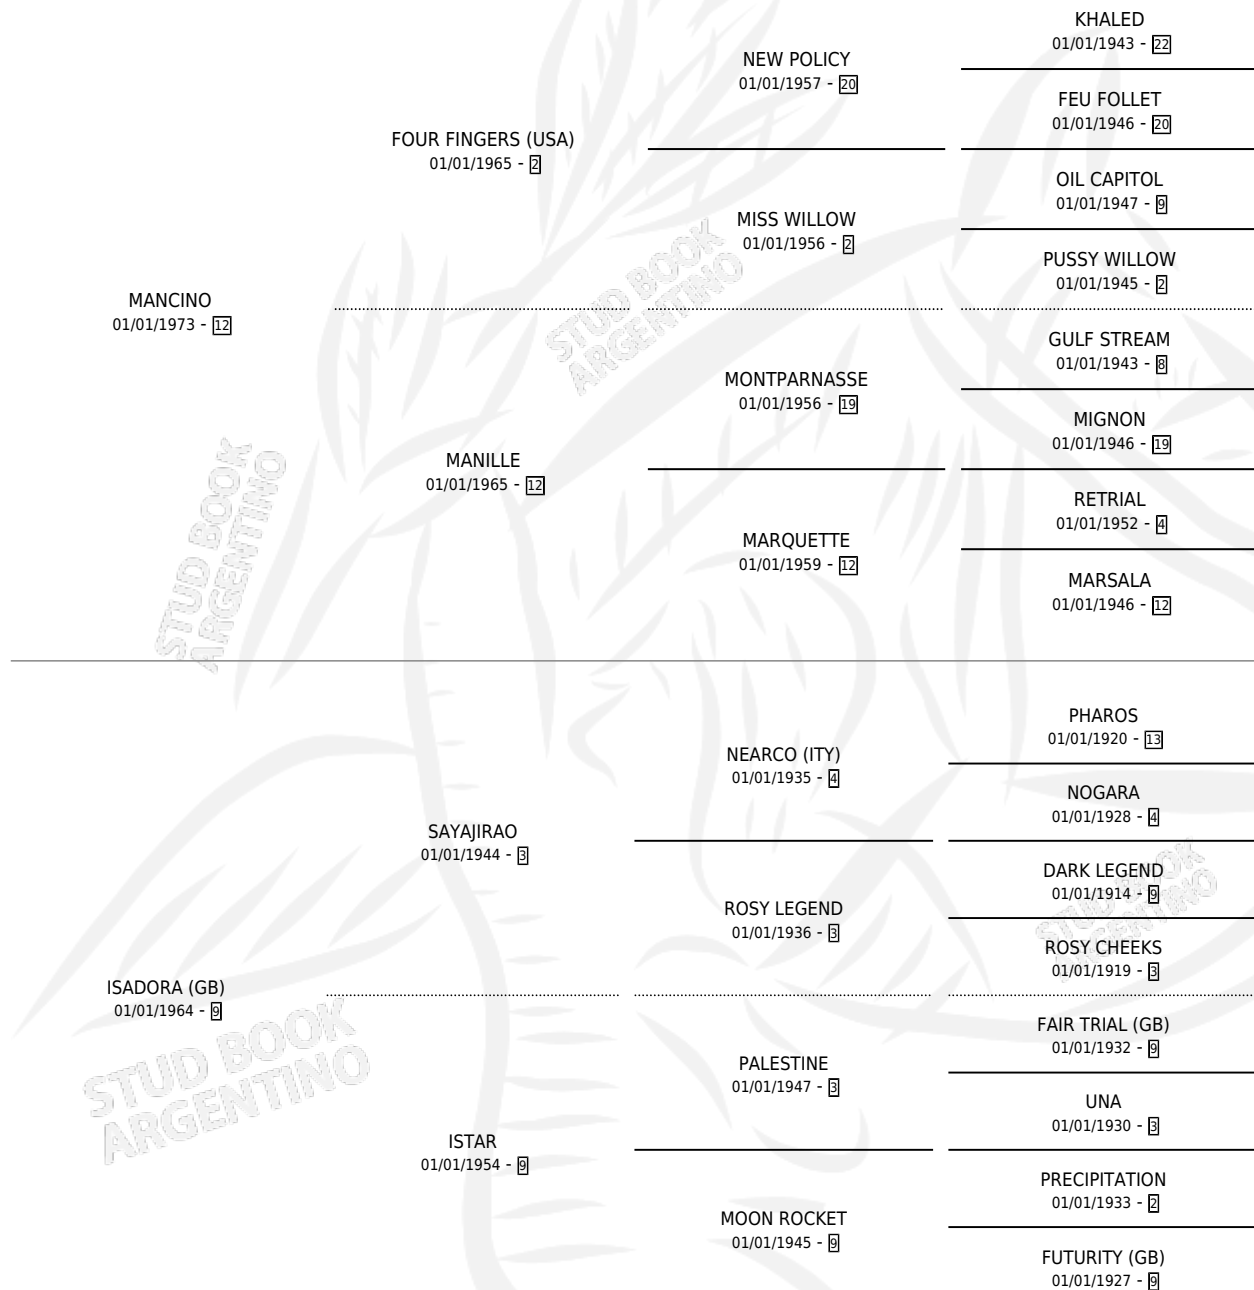 MANCINO
01/01/1973 - 12
FOUR FINGERS (USA)
01/01/1965 - 2
NEW POLICY
01/01/1957 - 20
KHALED
01/01/1943 - 22
FEU FOLLET
01/01/1946 - 20
MISS WILLOW
01/01/1956 - 2
OIL CAPITOL
01/01/1947 - 9
PUSSY WILLOW
01/01/1945 - 2
MANILLE
01/01/1965 - 12
MONTPARNASSE
01/01/1956 - 19
GULF STREAM
01/01/1943 - 8
MIGNON
01/01/1946 - 19
MARQUETTE
01/01/1959 - 12
RETRIAL
01/01/1952 - 4
MARSALA
01/01/1946 - 12
ISADORA (GB)
01/01/1964 - 9
SAYAJIRAO
01/01/1944 - 3
NEARCO (ITY)
01/01/1935 - 4
PHAROS
01/01/1920 - 13
NOGARA
01/01/1928 - 4
ROSY LEGEND
01/01/1936 - 3
DARK LEGEND
01/01/1914 - 9
ROSY CHEEKS
01/01/1919 - 3
ISTAR
01/01/1954 - 9
PALESTINE
01/01/1947 - 3
FAIR TRIAL (GB)
01/01/1932 - 9
UNA
01/01/1930 - 3
MOON ROCKET
01/01/1945 - 9
PRECIPITATION
01/01/1933 - 2
FUTURITY (GB)
01/01/1927 - 9
STUD BOOK
ARGENTINO
STUD BOOK
ARGENTINO
STUD BOOK
ARGENTINO
STUD BOOK
ARGENTINO